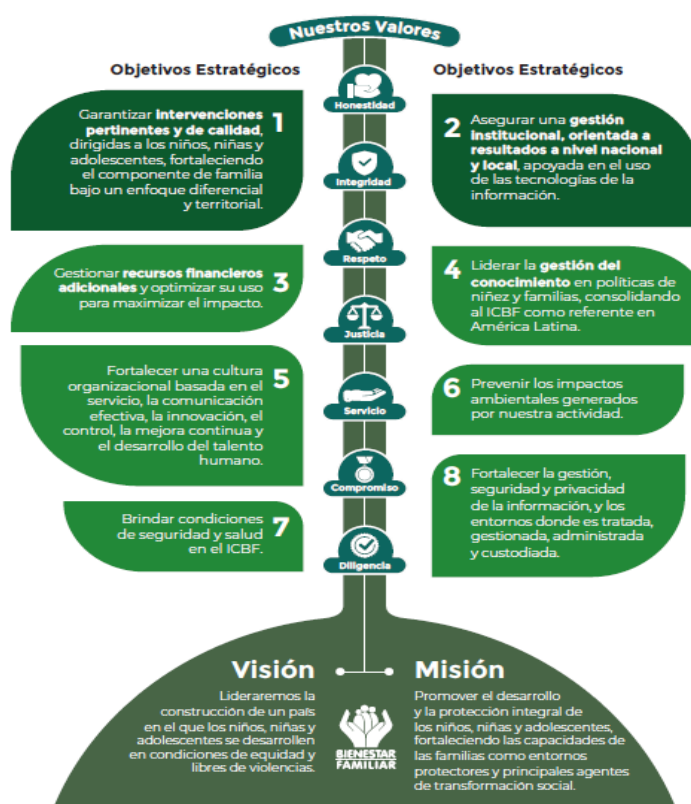 Nuestros Valores
Objetivos Estratégicos
Objetivos Estratégicos
Honestidad
1
Garantizar intervenciones
pertinentes y de calidad,
dirigidas a los niños, niñas y
adolescentes, fortaleciendo
el componente de familia
bajo un enfoque diferencial
y territorial.
2
Asegurar una gestión
institucional, orientada a
resultados a nivel nacional
y local, apoyada en el uso
de las tecnologías de la
información.
Integridad
Respeto
3
Gestionar recursos financieros
adicionales y optimizar su uso
para maximizar el impacto.
4
Liderar la gestión del
conocimiento en políticas de
niñez y familias, consolidando
al ICBF como referente en
América Latina.
Justicia
5
Fortalecer una cultura
organizacional basada en el
servicio, la comunicación
efectiva, la innovación, el
control, la mejora continua y
el desarrollo del talento
humano.
6
Prevenir los impactos
ambientales generados
por nuestra actividad.
Servicio
Compromiso
7
Brindar condiciones
de seguridad y salud
en el ICBF.
8
Fortalecer la gestión,
seguridad y privacidad
de la información, y los
entornos donde es tratada,
gestionada, administrada
y custodiada.
Diligencia
Visión
Lideraremos la
construcción de un país
en el que los niños, niñas y
adolescentes se desarrollen
en condiciones de equidad y
libres de violencias.
BIENESTAR
FAMILIAR
Misión
Promover el desarrollo
y la protección integral de
los niños, niñas y adolescentes,
fortaleciendo las capacidades de
las familias como entornos
protectores y principales agentes
de transformación social.